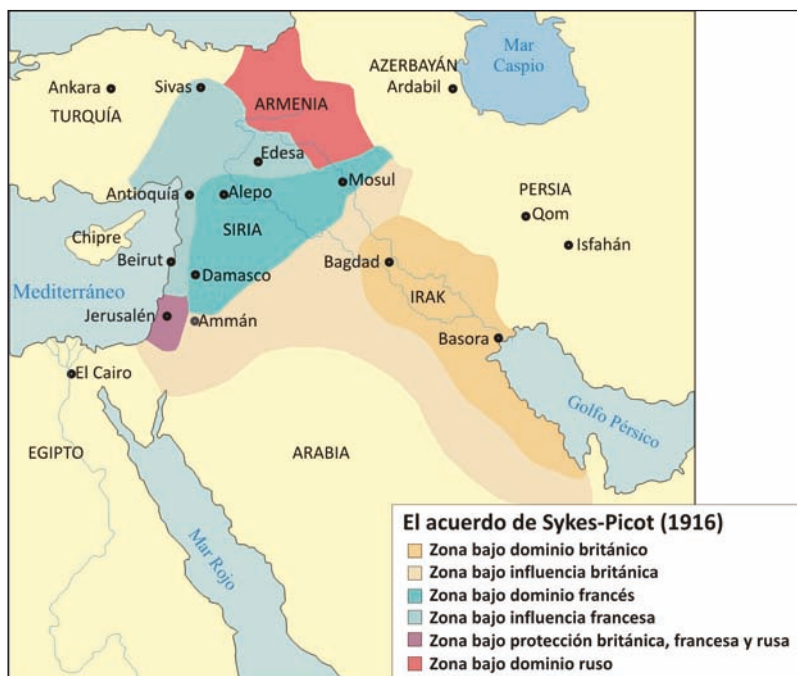 Mar
Caspio
AZERBAYÁN
Ardabil
Ankara
Sivas
TURQUÍA
ARMENIA
Edesa
Antioquía
Alepo
Mosul
PERSIA
Qom
SIRIA
Chipre
Isfahán
Beirut
Bagdad
Damasco
Mediterráneo
IRAK
Jerusalén
Ammán
Basora
El Cairo
Golfo Pérsico
EGIPTO
ARABIA
Mar Rojo
El acuerdo de Sykes-Picot (1916)
Zona bajo dominio británico
Zona bajo influencia británica
Zona bajo dominio francés
Zona bajo influencia francesa
Zona bajo protección británica, francesa y rusa
Zona bajo dominio ruso